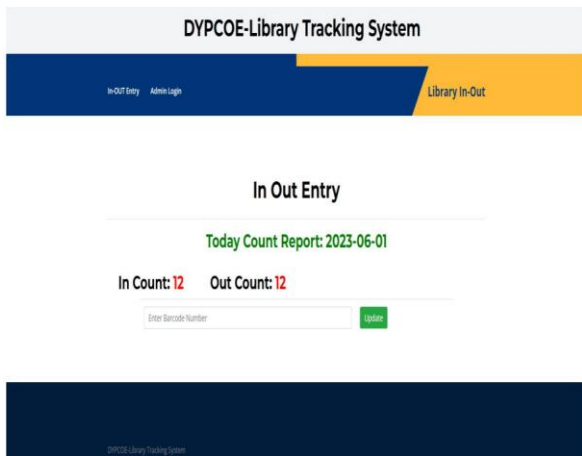 DYPCOE-Library Tracking System
In-OUT Entry Admin Login
Library In-Out
In Out Entry
Today Count Report: 2023-06-01
In Count: 12 Out Count: 12
Enter Barcode Number
Update
DYPCOE-Library Tracking System